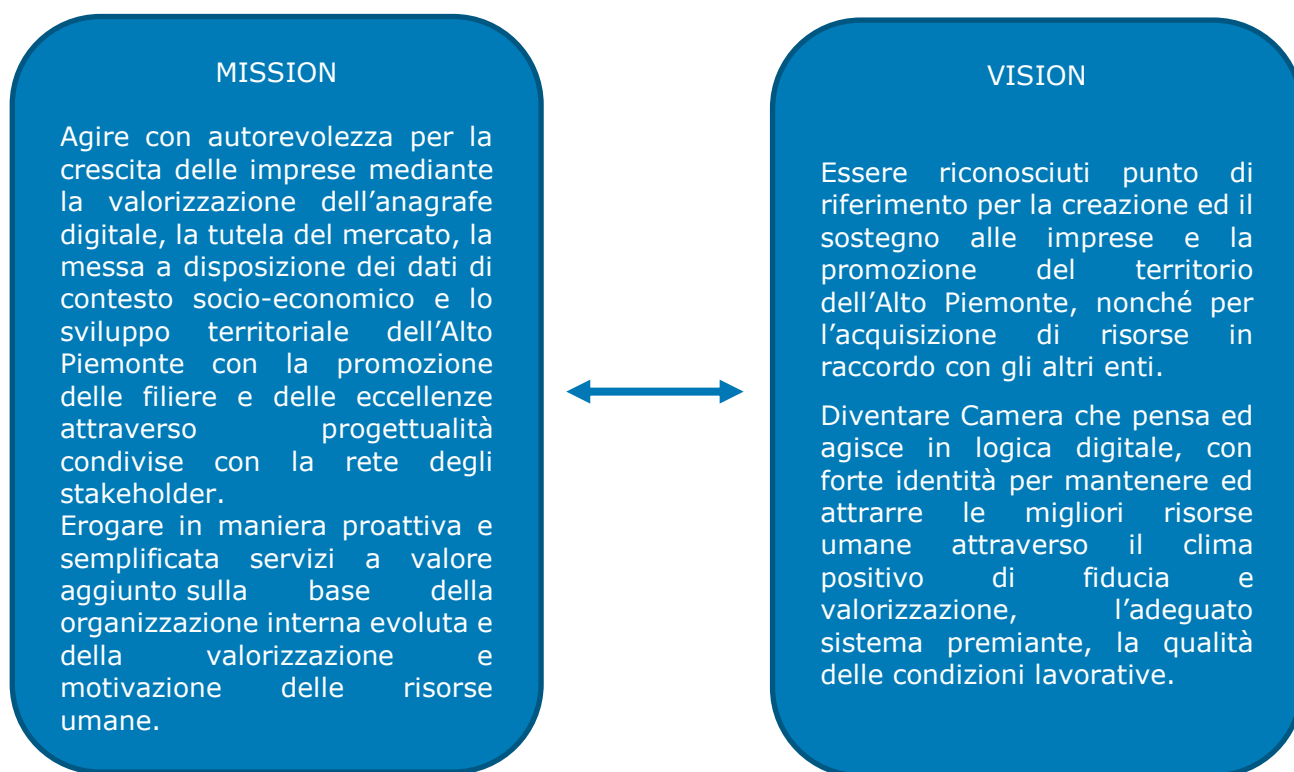 MISSION
Agire con autorevolezza per la
crescita delle imprese mediante
la valorizzazione dell’anagrafe
digitale, la tutela del mercato, la
messa a disposizione dei dati di
contesto socio-economico e lo
sviluppo territoriale dell’Alto
Piemonte con la promozione
delle filiere e delle eccellenze
attraverso progettualità
condivise con la rete degli
stakeholder.
Erogare in maniera proattiva e
semplificata servizi a valore
aggiunto sulla base della
organizzazione interna evoluta e
della valorizzazione e
motivazione delle risorse
umane.
VISION
Essere riconosciuti punto di
riferimento per la creazione ed il
sostegno alle imprese e la
promozione del territorio
dell’Alto Piemonte, nonché per
l’acquisizione di risorse in
raccordo con gli altri enti.
Diventare Camera che pensa ed
agisce in logica digitale, con
forte identità per mantenere ed
attrarre le migliori risorse
umane attraverso il clima
positivo di fiducia e
valorizzazione, l’adeguato
sistema premiante, la qualità
delle condizioni lavorative.